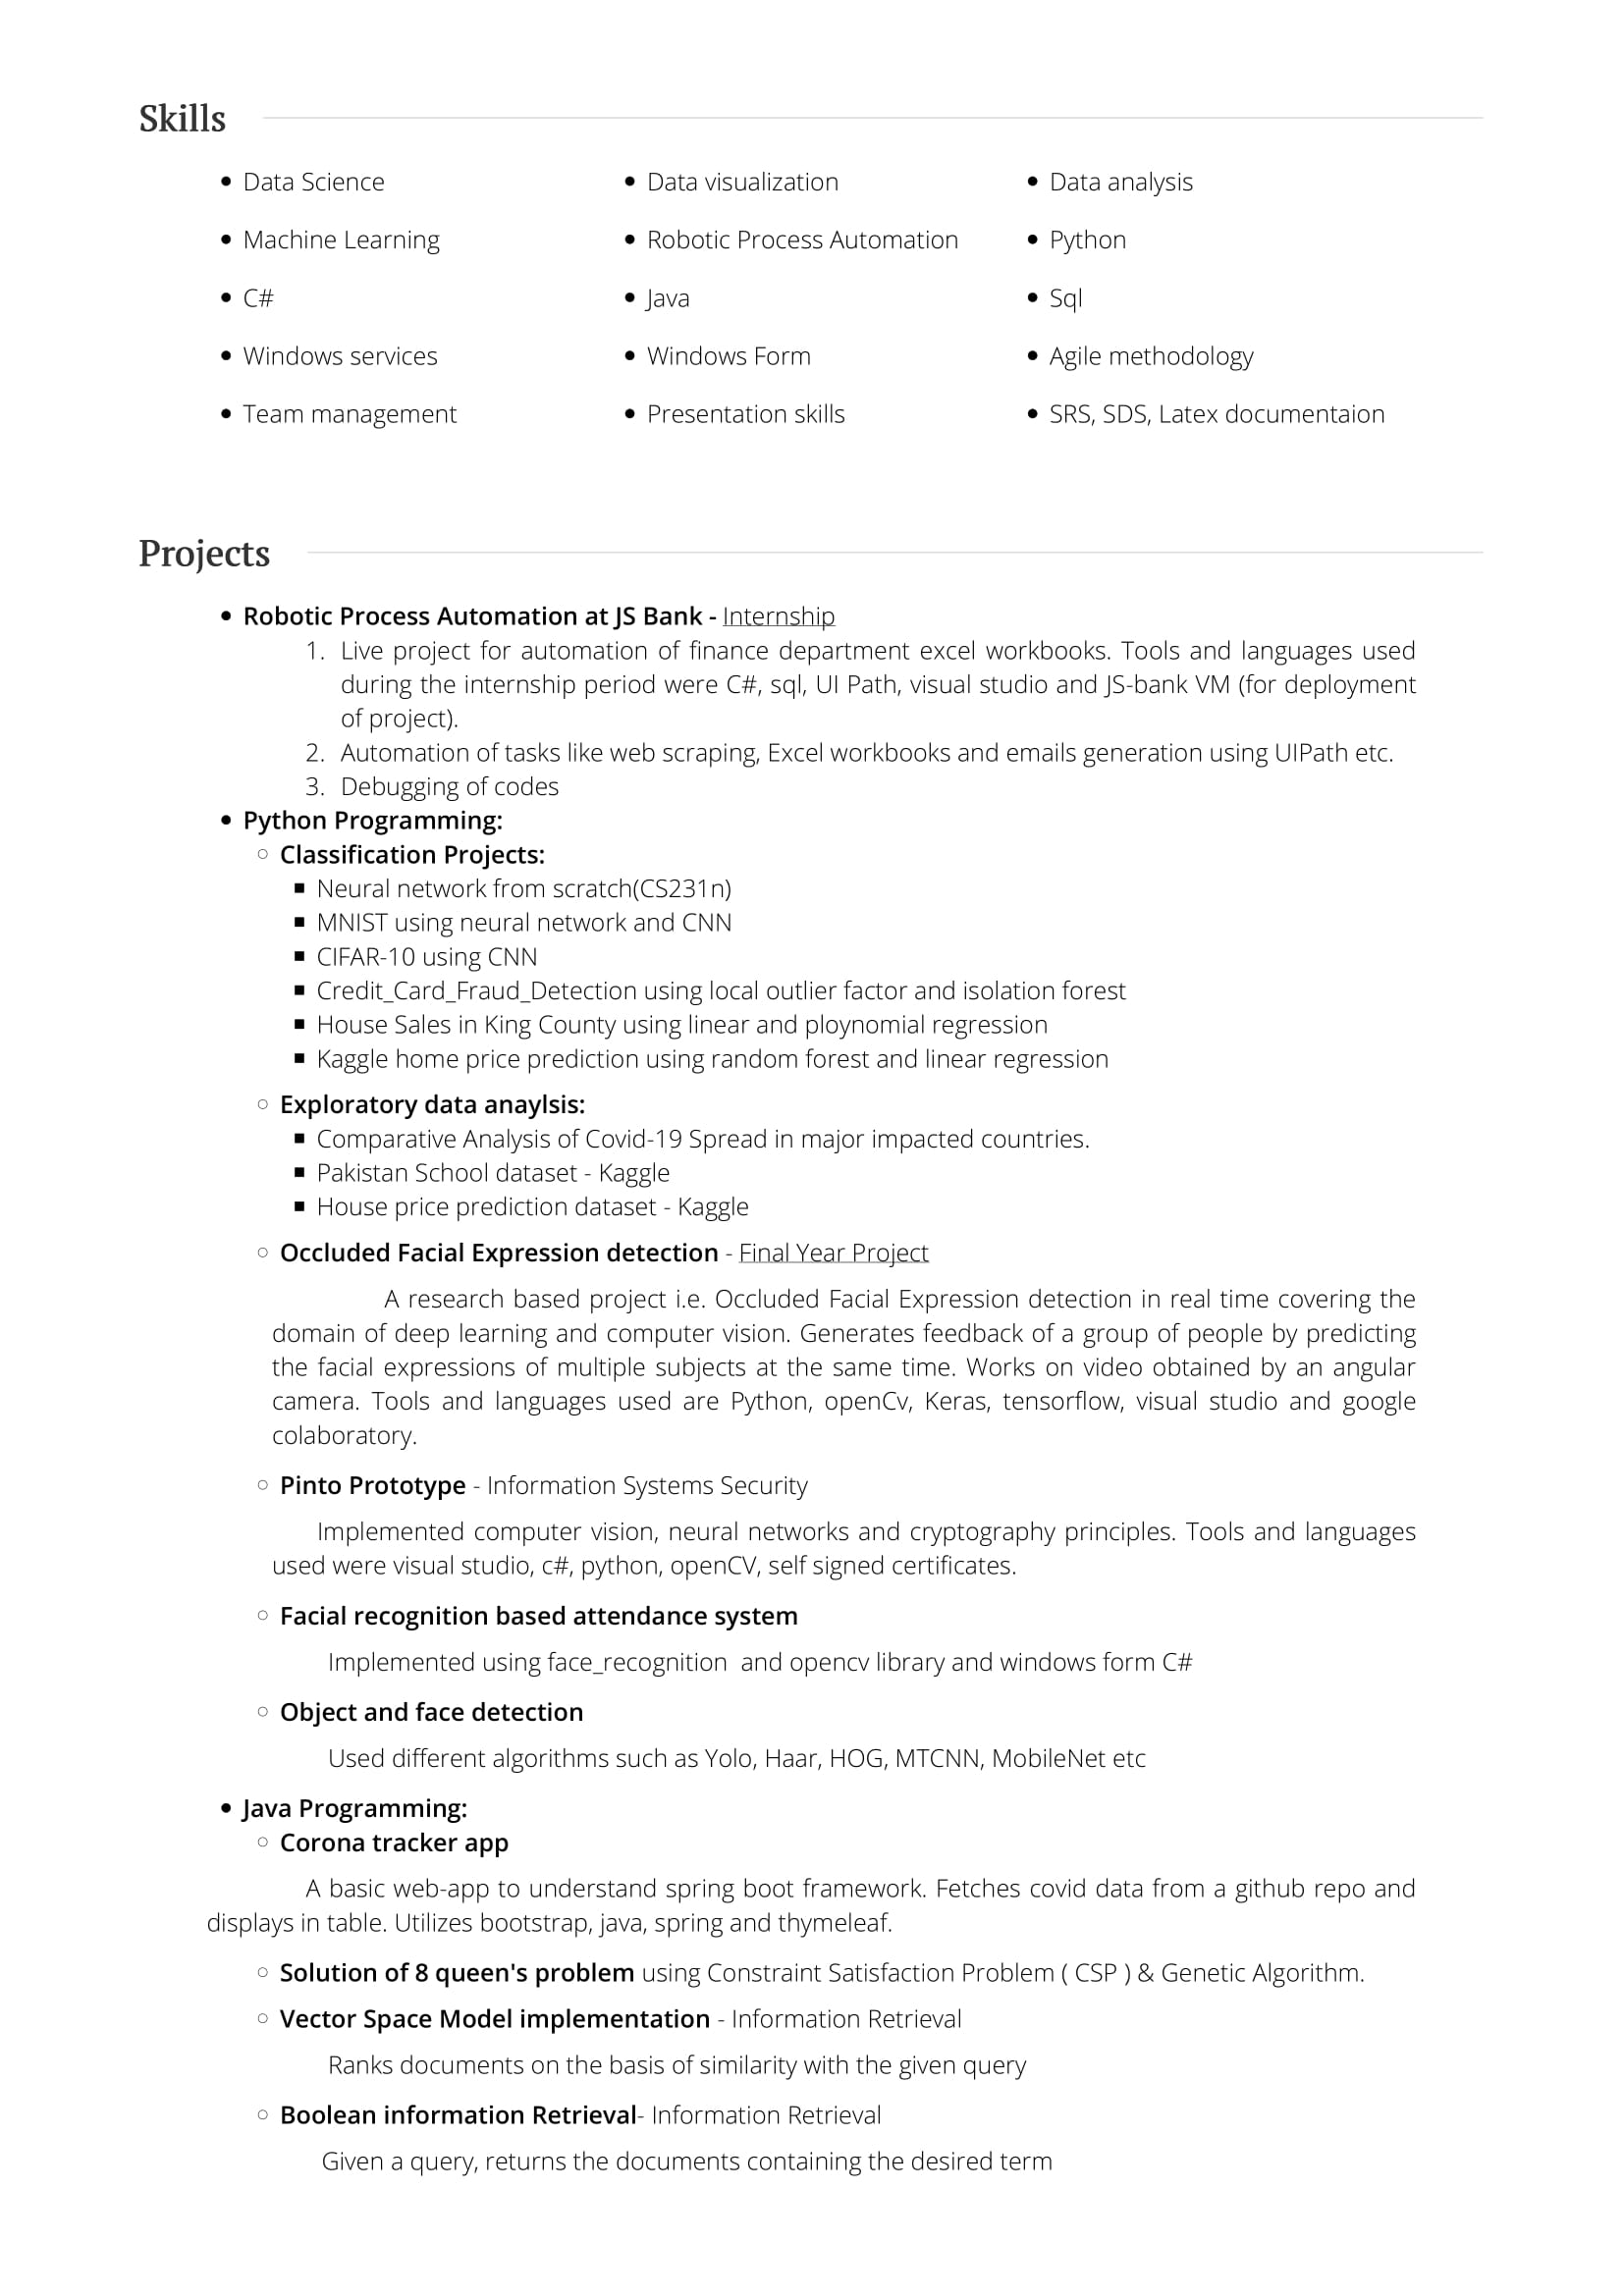 Skills
Data Science
Data visualization
Data analysis
Machine Learning
Robotic Process Automation
Python
C#
Java
Sql
Windows services
Windows Form
Agile methodology
Team management
Presentation skills
SRS, SDS, Latex documentaion
Projects
Robotic Process Automation at JS Bank - Internship
1. Live project for automation of finance department excel workbooks. Tools and languages used
during the internship period were C#, sql, UI Path, visual studio and JS-bank VM (for deployment
of project).
2. Automation of tasks like web scraping, Excel workbooks and emails generation using UIPath etc.
3. Debugging of codes
Python Programming:
Classification Projects:
Neural network from scratch(CS231n)
MNIST using neural network and CNN
CIFAR-10 using CNN
Credit_Card_Fraud_Detection using local outlier factor and isolation forest
House Sales in King County using linear and ploynomial regression
Kaggle home price prediction using random forest and linear regression
Exploratory data anaylsis:
Comparative Analysis of Covid-19 Spread in major impacted countries.
Pakistan School dataset - Kaggle
House price prediction dataset - Kaggle
Occluded Facial Expression detection - Final Year Project
A research based project i.e. Occluded Facial Expression detection in real time covering the
domain of deep learning and computer vision. Generates feedback of a group of people by predicting
the facial expressions of multiple subjects at the same time. Works on video obtained by an angular
camera. Tools and languages used are Python, openCv, Keras, tensorflow, visual studio and google
colaboratory.
Pinto Prototype - Information Systems Security
Implemented computer vision, neural networks and cryptography principles. Tools and languages
used were visual studio, c#, python, openCV, self signed certificates.
Facial recognition based attendance system
Implemented using face_recognition and opencv library and windows form C#
Object and face detection
Used different algorithms such as Yolo, Haar, HOG, MTCNN, MobileNet etc
Java Programming:
Corona tracker app
A basic web-app to understand spring boot framework. Fetches covid data from a github repo and
displays in table. Utilizes bootstrap, java, spring and thymeleaf.
Solution of 8 queen's problem using Constraint Satisfaction Problem ( CSP ) & Genetic Algorithm.
Vector Space Model implementation - Information Retrieval
Ranks documents on the basis of similarity with the given query
Boolean information Retrieval- Information Retrieval
Given a query, returns the documents containing the desired term